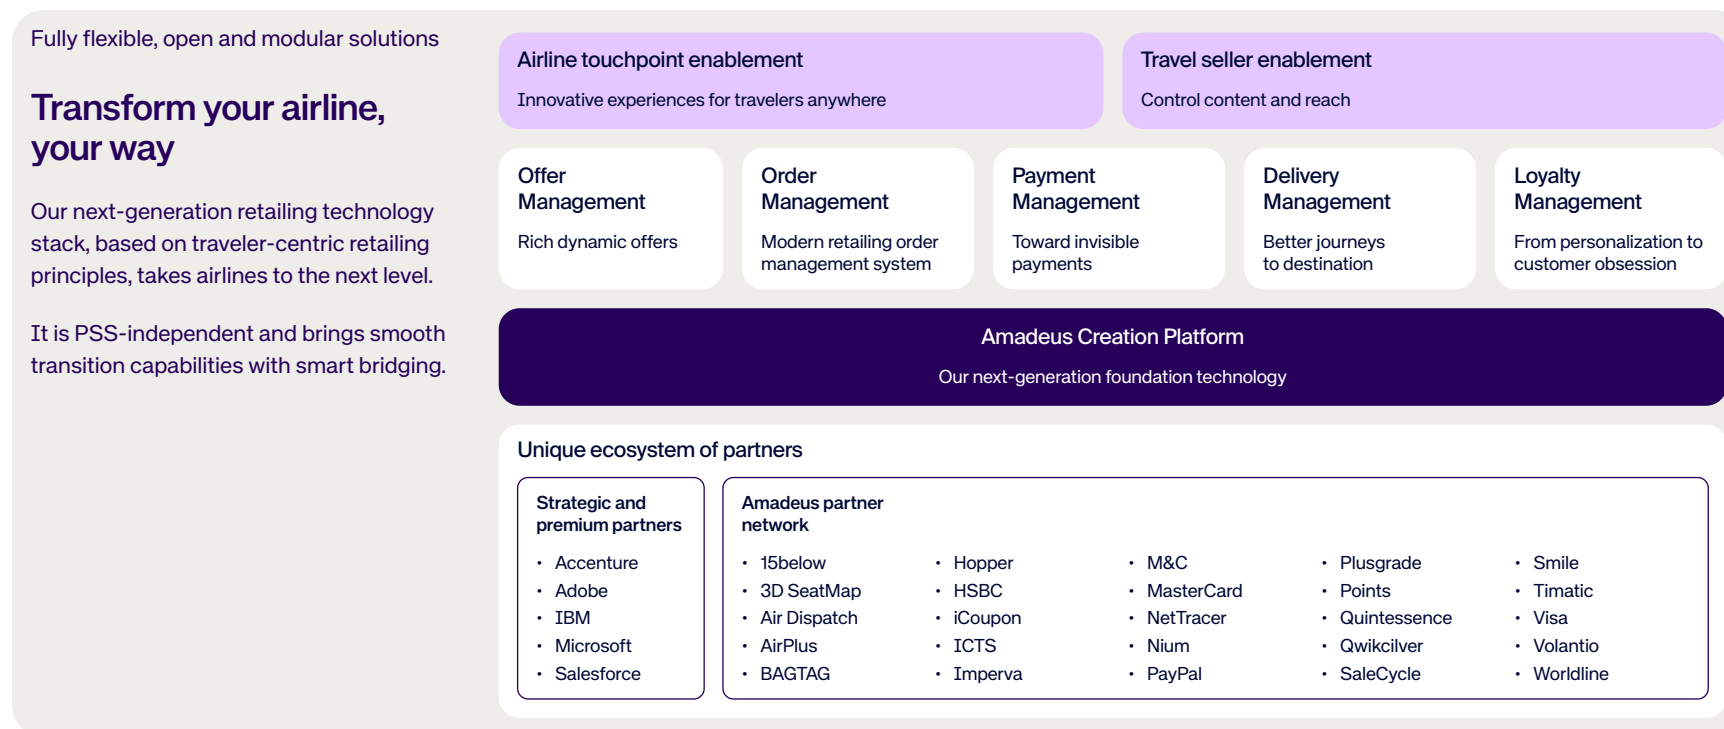 Fully flexible, open and modular solutions
Transform your airline,
your way
Our next-generation retailing technology
stack, based on traveler-centric retailing
principles, takes airlines to the next level.
It is PSS-independent and brings smooth
transition capabilities with smart bridging.
Airline touchpoint enablement
Innovative experiences for travelers anywhere
Travel seller enablement
Control content and reach
Offer
Management
Rich dynamic offers
Order
Management
Modern retailing order
management system
Payment
Management
Toward invisible
payments
Delivery
Management
Better journeys
to destination
Loyalty
Management
From personalization to
customer obsession
Amadeus Creation Platform
Our next-generation foundation technology
Unique ecosystem of partners
Strategic and
premium partners
• Accenture
• Adobe
• IBM
• Microsoft
• Salesforce
Amadeus partner
network
• 15below
• 3D SeatMap
• Air Dispatch
• AirPlus
• BAGTAG
• Hopper
• HSBC
• iCoupon
• ICTS
• Imperva
• M&C
• MasterCard
• NetTracer
• Nium
• PayPal
• Plusgrade
• Points
• Quintessence
• Qwikcilver
• SaleCycle
• Smile
• Timatic
• Visa
• Volantio
• Worldline